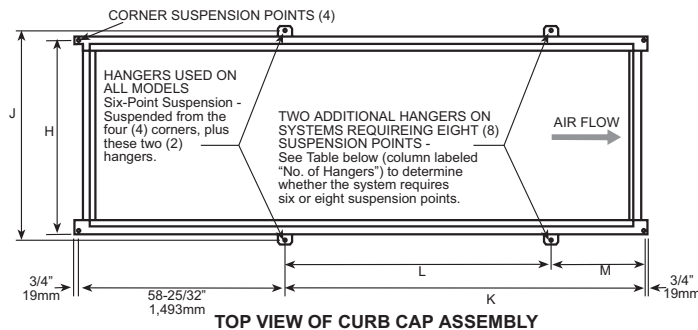 CORNER SUSPENSION POINTS (4)
J
H
HANGERS USED ON
ALL MODELS
Six-Point Suspension -
Suspended from the
four (4) corners, plus
these two (2)
hangers.
TWO ADDITIONAL HANGERS ON
SYSTEMS REQUIREING EIGHT (8)
SUSPENSION POINTS -
See Table below (column labeled
“No. of Hangers”) to determine
whether the system requires
six or eight suspension points.
AIR FLOW
L
M
K
3/4"
19mm
58-25/32"
1,493mm
3/4"
19mm
TOP VIEW OF CURB CAP ASSEMBLY